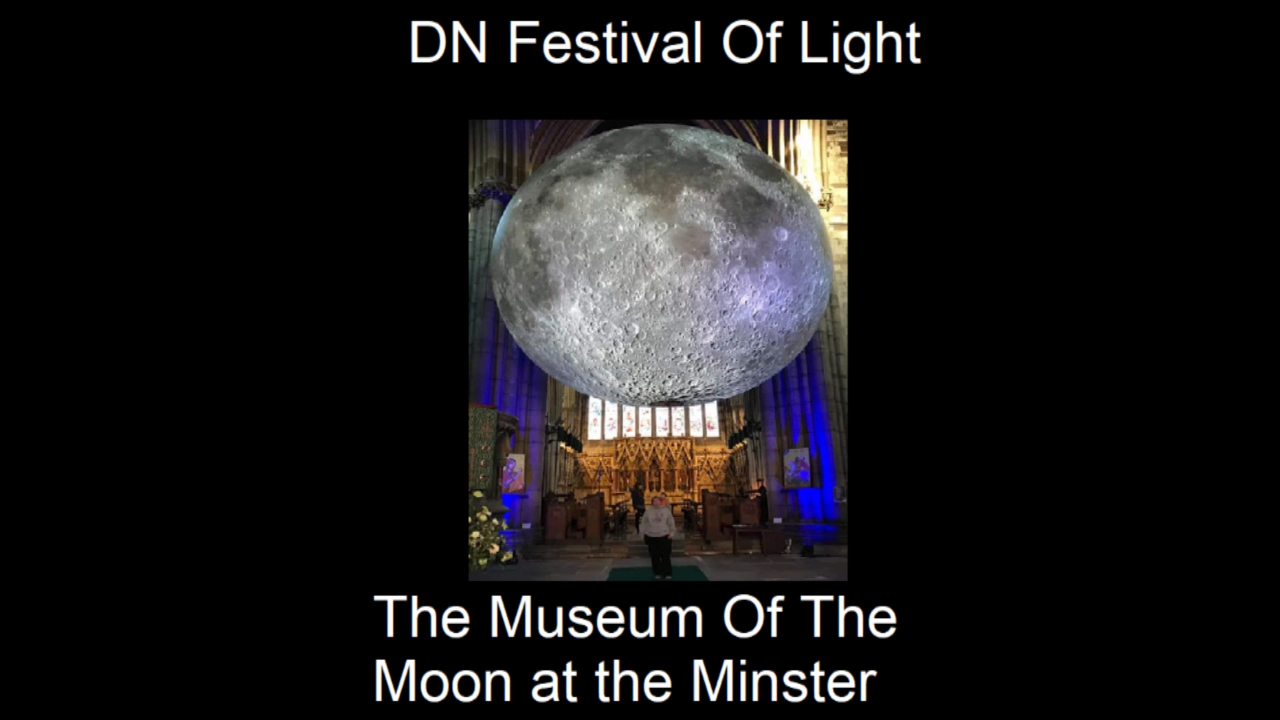 DN Festival Of Light
The Museum Of The
Moon at the Minster